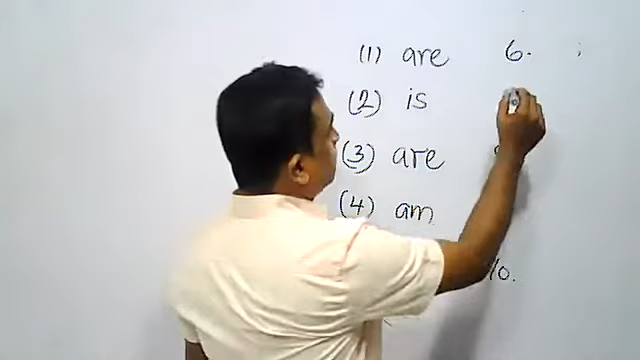 (1) are 6.
(2) is
(3) are
(4) am
10.